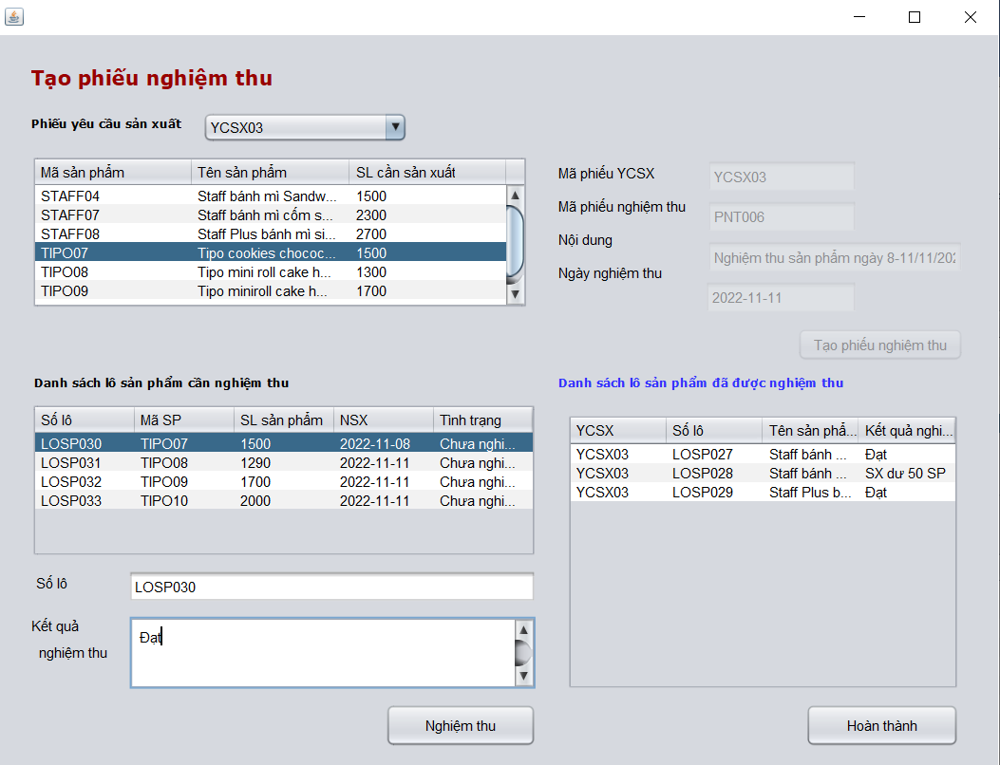 Tạo phiếu nghiệm thu
Phiếu yêu cầu sản xuất YCSX03
Mã sản phẩm Tên sản phẩm SL cần sản xuất
STAFF04 Staff bánh mì Sandw... 1500
STAFF07 Staff bánh mì cốm s... 2300
STAFF08 Staff Plus bánh mì si... 2700
TIPO07 Tipo cookies chococ... 1500
TIPO08 Tipo mini roll cake h... 1300
TIPO09 Tipo miniroll cake h... 1700
Mã phiếu YCSX YCSX03
Mã phiếu nghiệm thu PNT006
Nội dung Nghiệm thu sản phẩm ngày 8-11/11/202
Ngày nghiệm thu 2022-11-11
Tạo phiếu nghiệm thu
Danh sách lô sản phẩm cần nghiệm thu
Số lô Mã SP SL sản phẩm NSX Tình trạng
LOSP030 TIPO07 1500 2022-11-08 Chưa nghi...
LOSP031 TIPO08 1290 2022-11-11 Chưa nghi...
LOSP032 TIPO09 1700 2022-11-11 Chưa nghi...
LOSP033 TIPO10 2000 2022-11-11 Chưa nghi...
Số lô LOSP030
Kết quả
nghiệm thu
Đạt
Nghiệm thu
Danh sách lô sản phẩm đã được nghiệm thu
YCSX Số lô Tên sản phẩ... Kết quả nghi...
YCSX03 LOSP027 Staff bánh ... Đạt
YCSX03 LOSP028 Staff bánh ... SX dư 50 SP
YCSX03 LOSP029 Staff Plus b... Đạt
Hoàn thành